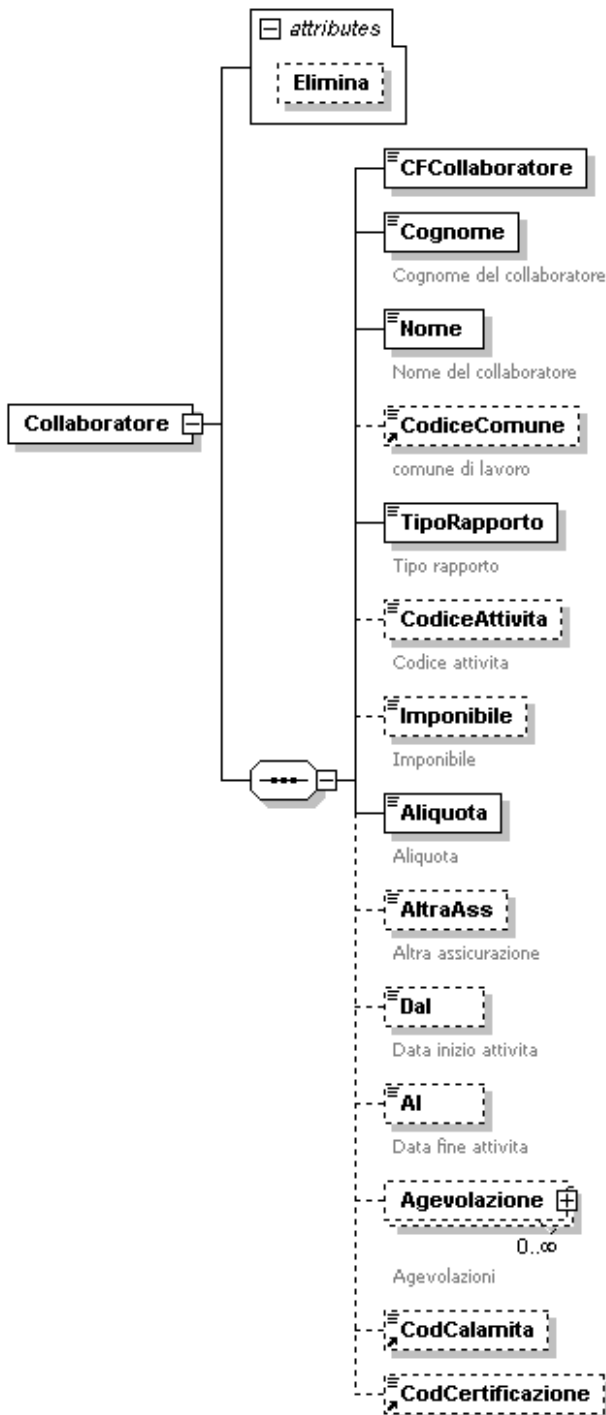 attributes
Elimina
CFCollaboratore
Cognome
Cognome del collaboratore
Nome
Nome del collaboratore
Collaboratore
CodiceComune
comune di lavoro
TipoRapporto
Tipo rapporto
CodiceAttivita
Codice attivita
Imponibile
Imponibile
Aliquota
Aliquota
AltraAss
Altra assicurazione
Dal
Data inizio attivita
Al
Data fine attivita
Agevolazione
0..∞
Agevolazioni
CodCalamita
CodCertificazione